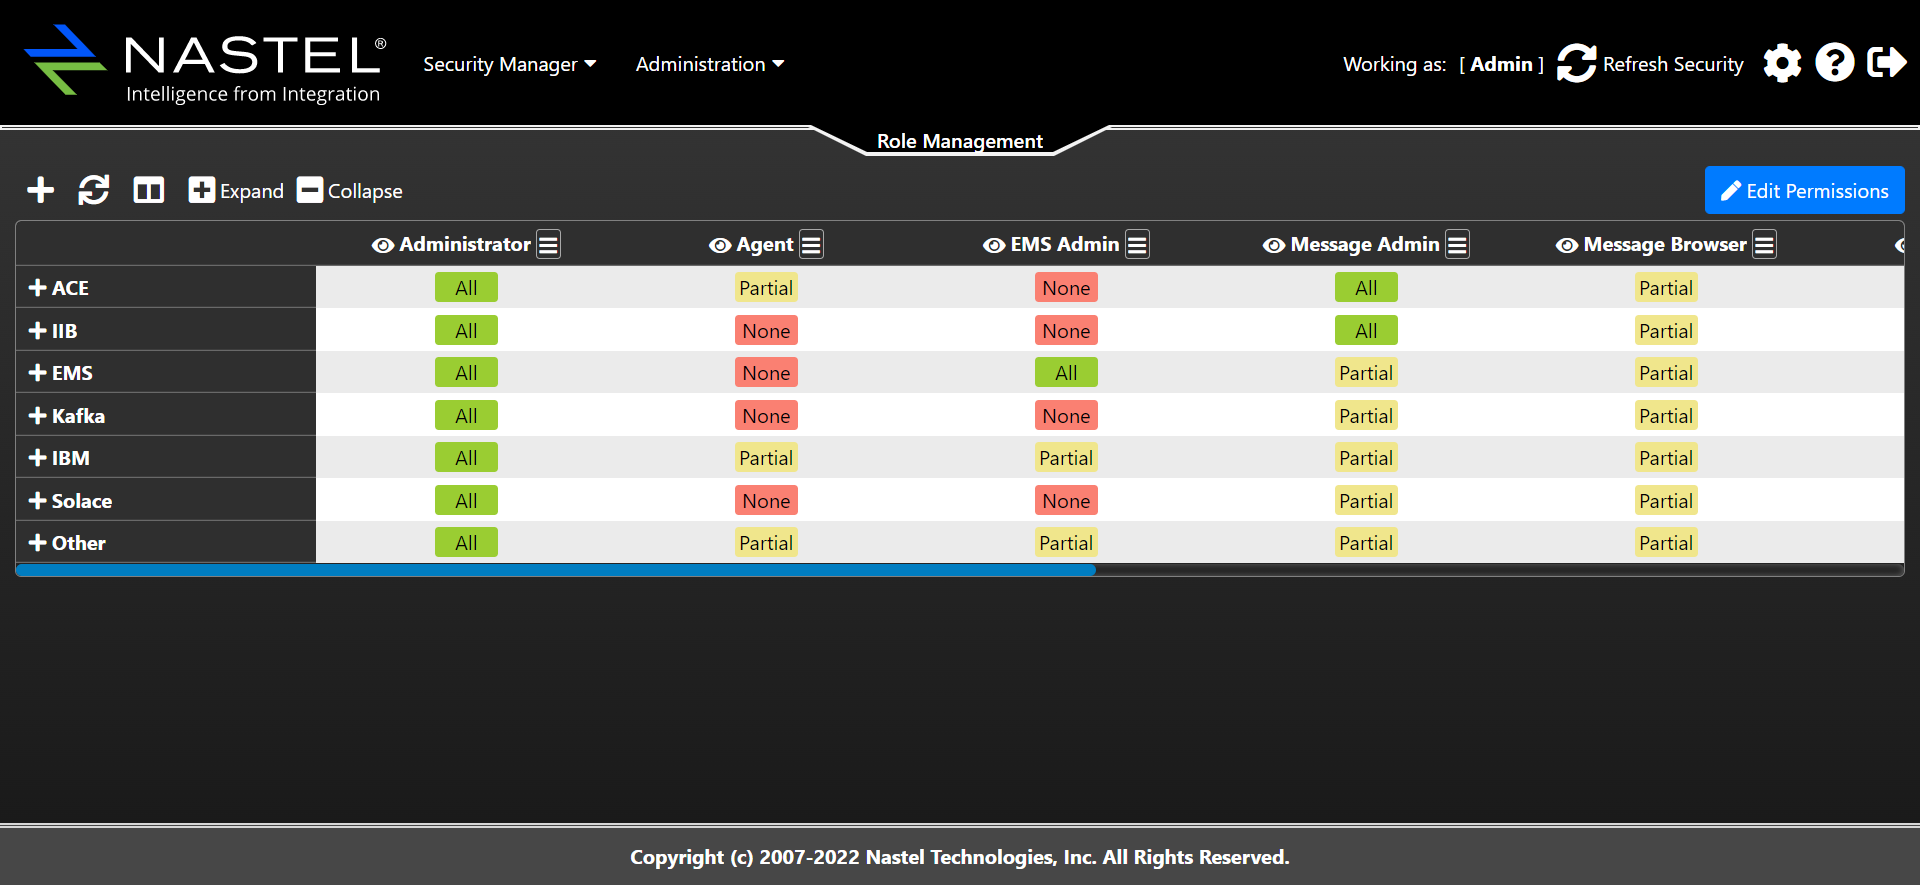 NASTEL®
Intelligence from Integration
Security Manager
Administration
Working as: [ Admin ]
Refresh Security
Role Management
Expand
Collapse
Edit Permissions
Administrator Agent EMS Admin Message Admin Message Browser
ACE All Partial None All Partial
IIB All None None All Partial
EMS All None All Partial Partial
Kafka All None None Partial Partial
IBM All Partial Partial Partial Partial
Solace All None None Partial Partial
Other All Partial Partial Partial Partial
Copyright (c) 2007-2022 Nastel Technologies, Inc. All Rights Reserved.